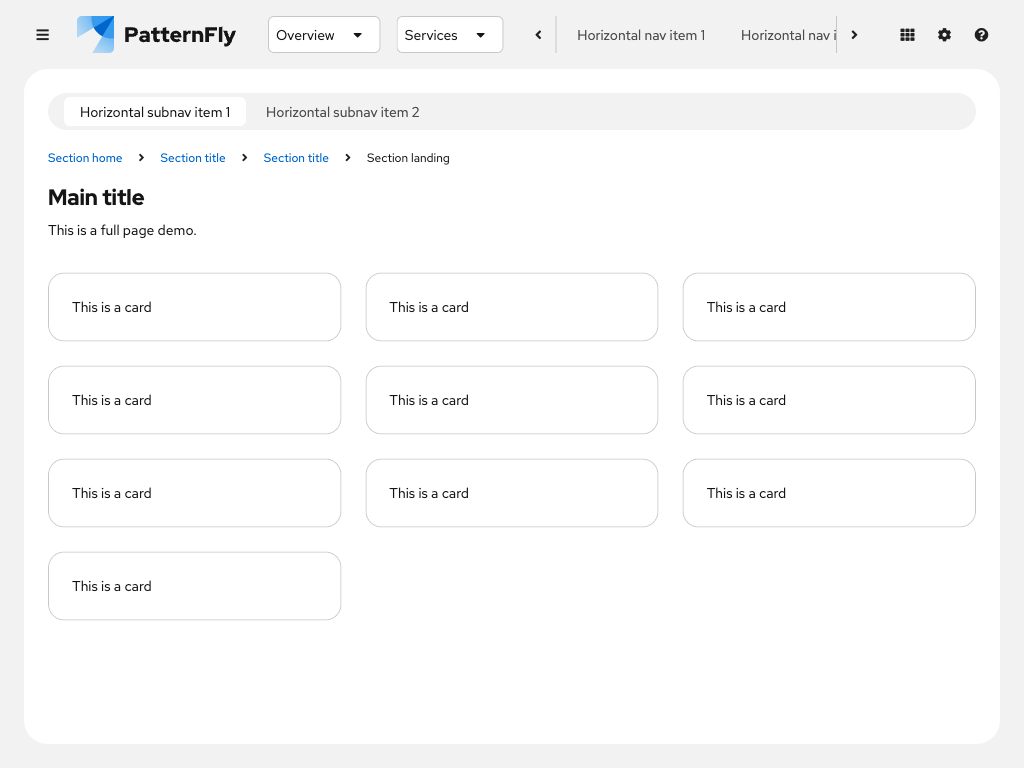 PatternFly Overview Services Horizontal nav item 1 Horizontal nav i
Horizontal subnav item 1 Horizontal subnav item 2
Section home Section title Section title Section landing
Main title
This is a full page demo.
This is a card This is a card This is a card
This is a card This is a card This is a card
This is a card This is a card This is a card
This is a card